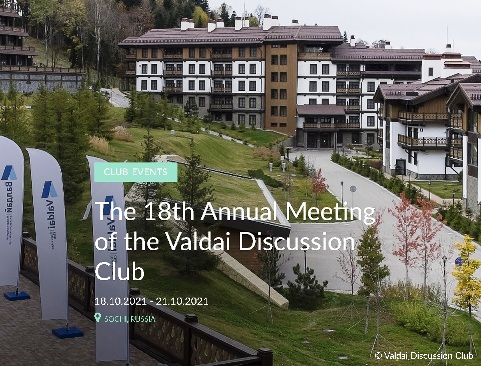 CLUB EVENTS
The 18th Annual Meeting
of the Valdai Discussion
Club
18.10.2021 - 21.10.2021
SOCHI, RUSSIA
Valdai
© Valdai Discussion Club